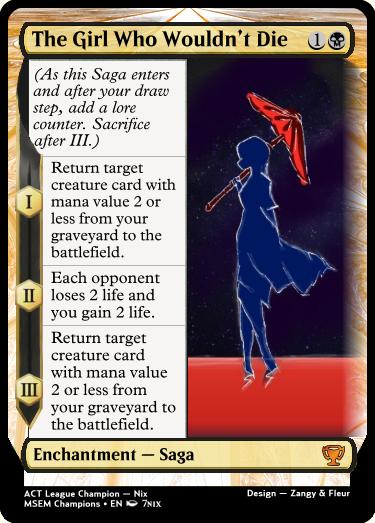 The Girl Who Wouldn't Die 1
(As this Saga enters
and after your draw
step, add a lore
counter. Sacrifice
after III.)
I
Return target
creature card with
mana value 2 or
less from your
graveyard to the
battlefield.
II
Each opponent
loses 2 life and
you gain 2 life.
III
Return target
creature card
with mana value
2 or less from
your graveyard to
the battlefield.
Enchantment — Saga
ACT League Champion — Nix
Design — Zangy & Fleur
MSEM Champions • EN 7NIX